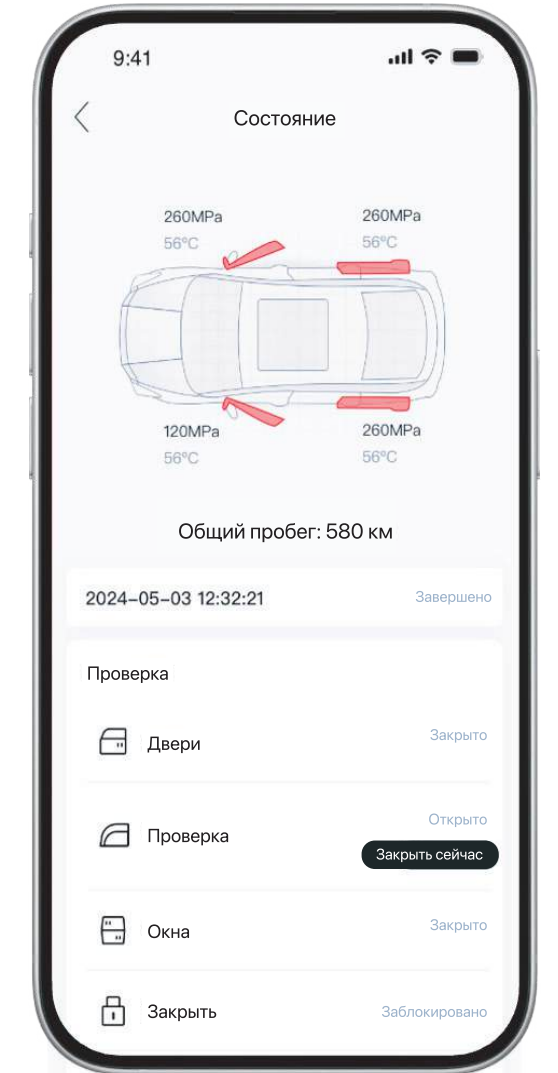 9:41
Состояние
260MPa 260MPa
56°C 56°C
120MPa 260MPa
56°C 56°C
Общий пробег: 580 км
2024-05-03 12:32:21 Завершено
Проверка
Двери Закрыто
Проверка Открыто
Закрыть сейчас
Окна Закрыто
Закрыть Заблокировано